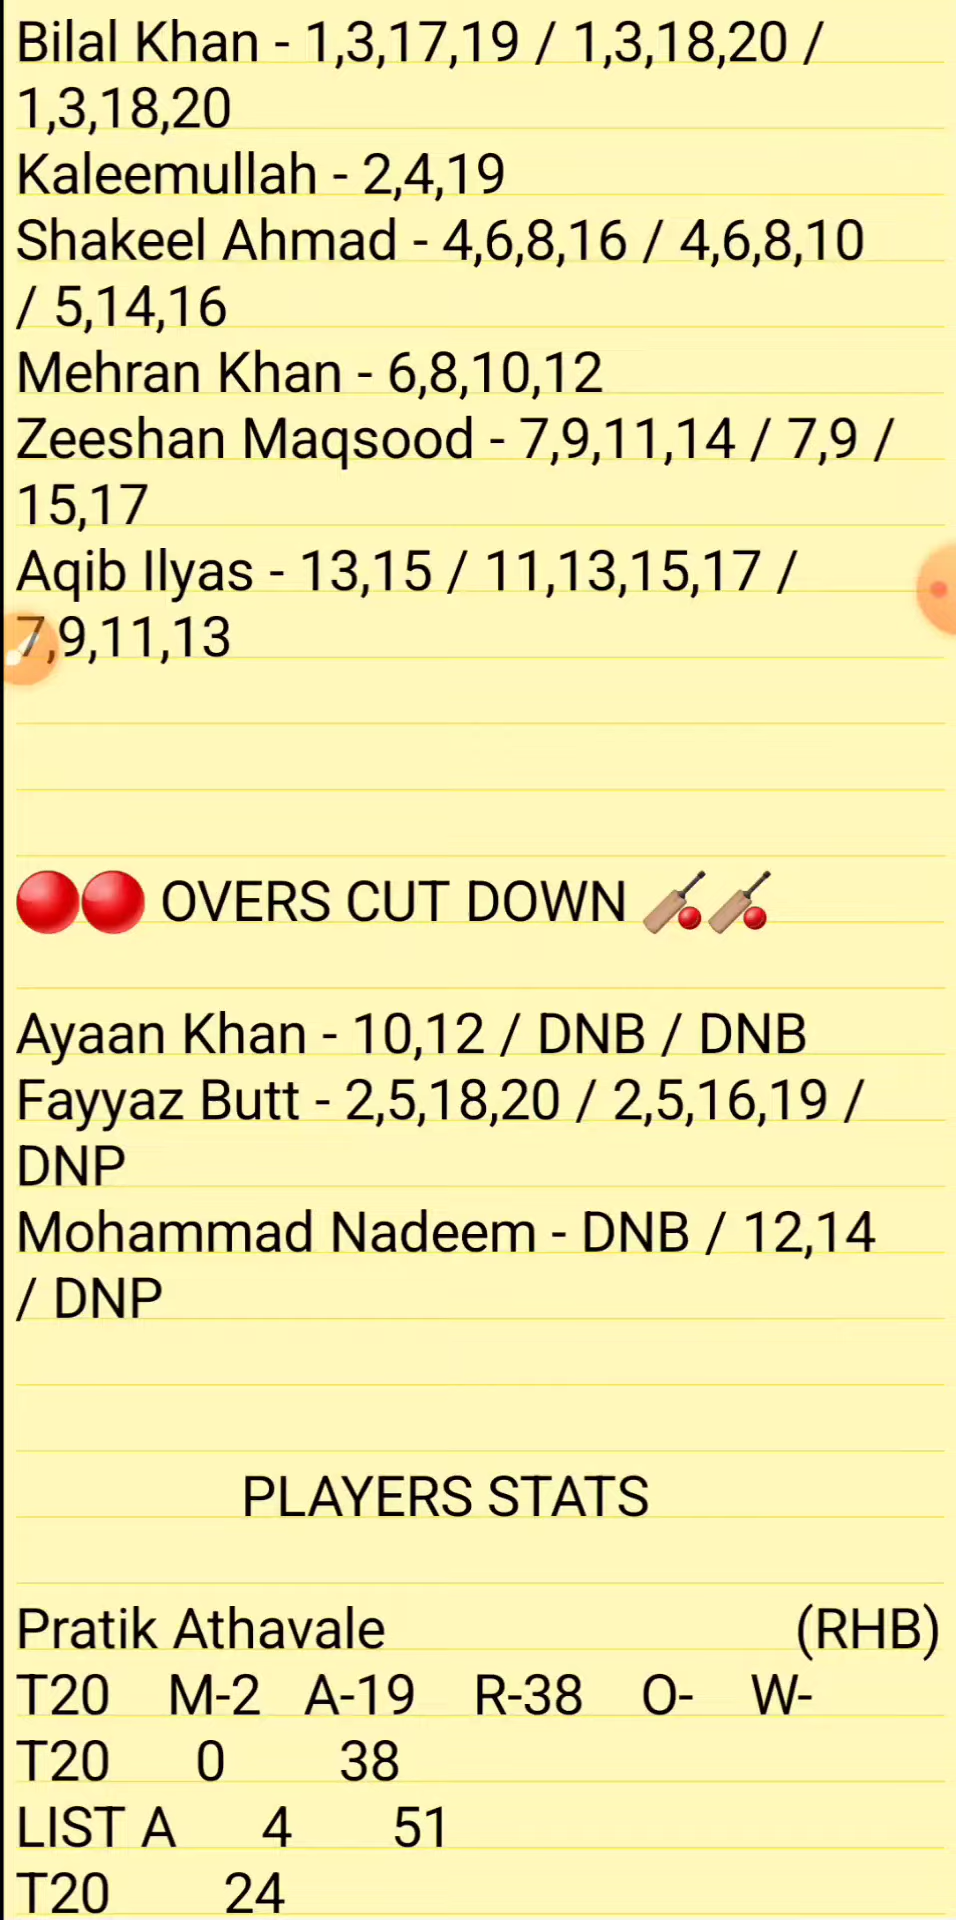 Bilal Khan - 1,3,17,19 / 1,3,18,20 /
1,3,18,20
Kaleemullah - 2,4,19
Shakeel Ahmad - 4,6,8,16 / 4,6,8,10
/ 5,14,16
Mehran Khan - 6,8,10,12
Zeeshan Maqsood - 7,9,11,14 / 7,9 /
15,17
Aqib Ilyas - 13,15 / 11,13,15,17 /
7,9,11,13
🔴🔴 OVERS CUT DOWN 🏏🏏
Ayaan Khan - 10,12 / DNB / DNB
Fayyaz Butt - 2,5,18,20 / 2,5,16,19 /
DNP
Mohammad Nadeem - DNB / 12,14
/ DNP
PLAYERS STATS
Pratik Athavale (RHB)
T20 M-2 A-19 R-38 O- W-
T20 0 38
LIST A 4 51
T20 24